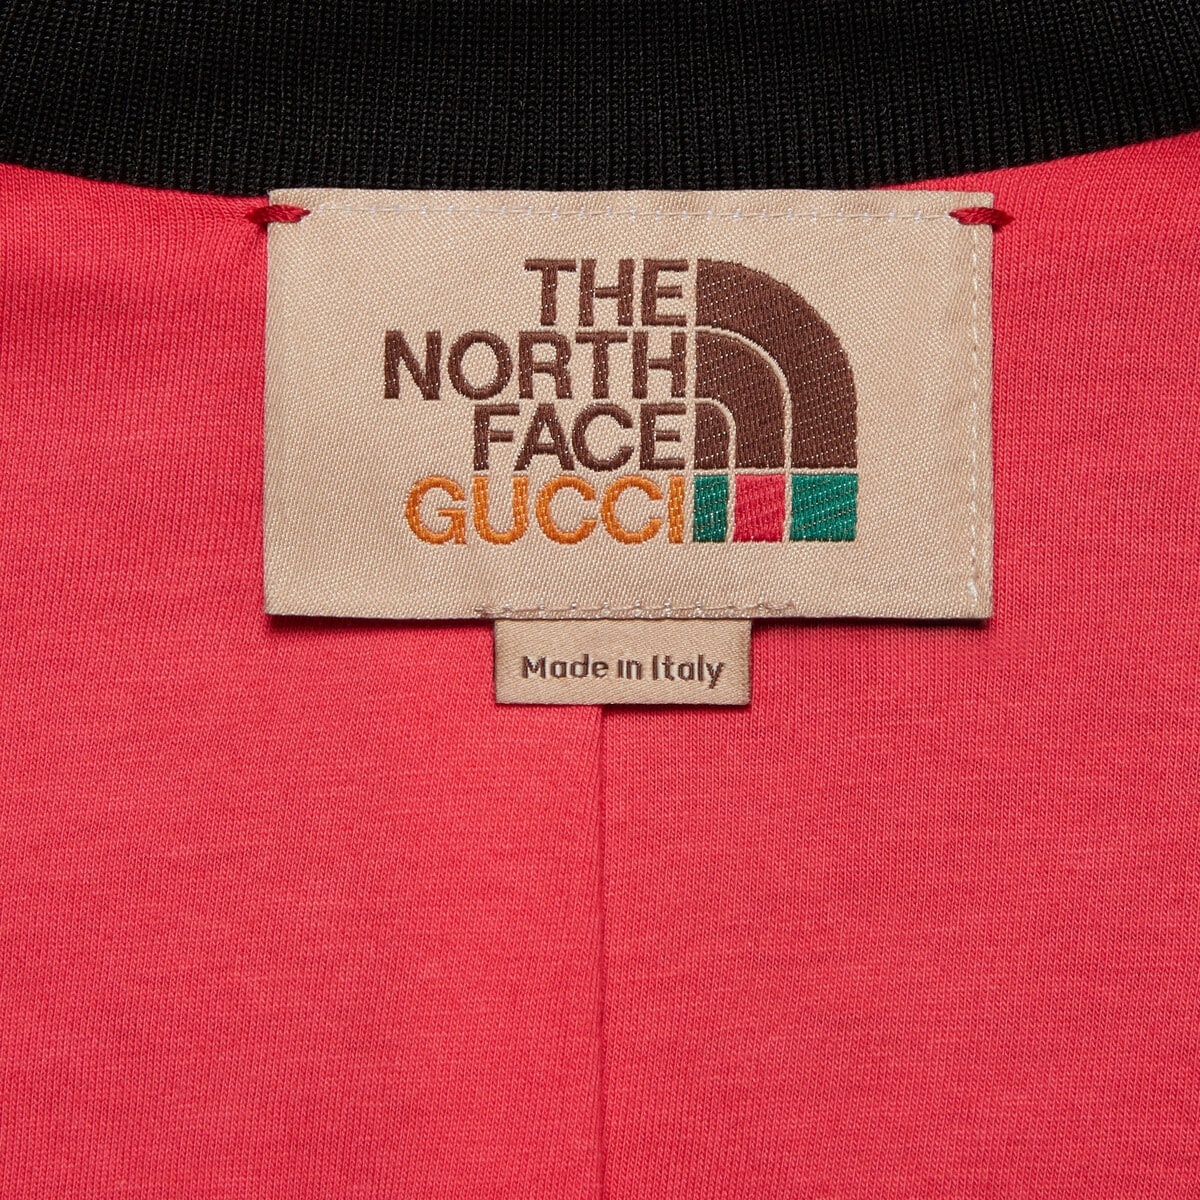 THE
NORTH
FACE
GUCCI
Made in Italy